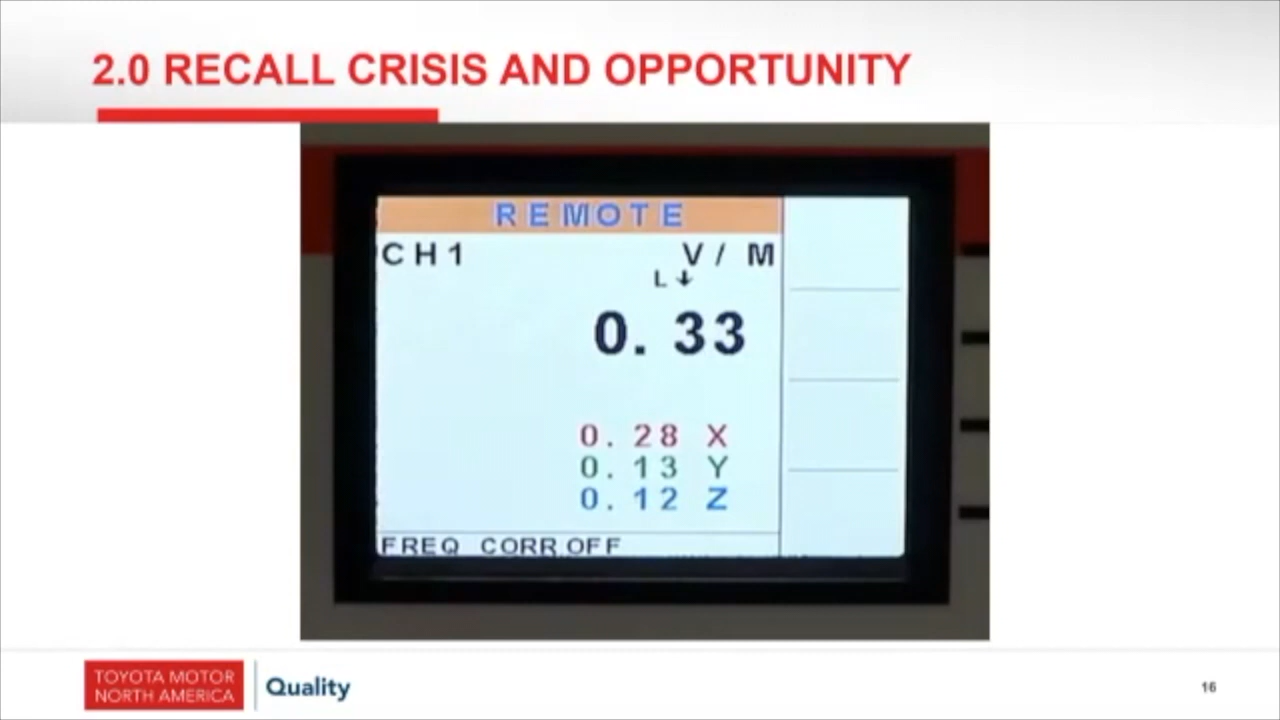 2.0 RECALL CRISIS AND OPPORTUNITY
REMOTE
CH1 V/ M
L↓
0. 33
0. 28 X
0. 13 Y
0. 12 Z
FREQ CORR OFF
TOYOTA MOTOR
NORTH AMERICA
Quality
16